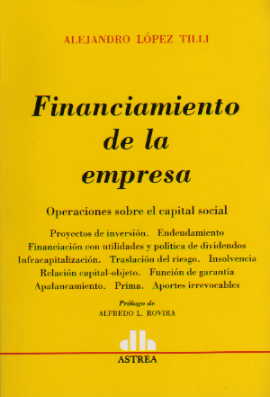 ALEJANDRO LÓPEZ TILLI
Financiamiento
de la
empresa
Operaciones sobre el capital social
Proyectos de inversión. Endeudamiento
Financiación con utilidades y política de dividendos
Infracapitalización. Traslación del riesgo. Insolvencia
Relación capital-objeto. Función de garantía
Apalancamiento. Prima. Aportes irrevocables
Prólogo de
ALFREDO L. ROVIRA
ASTREA